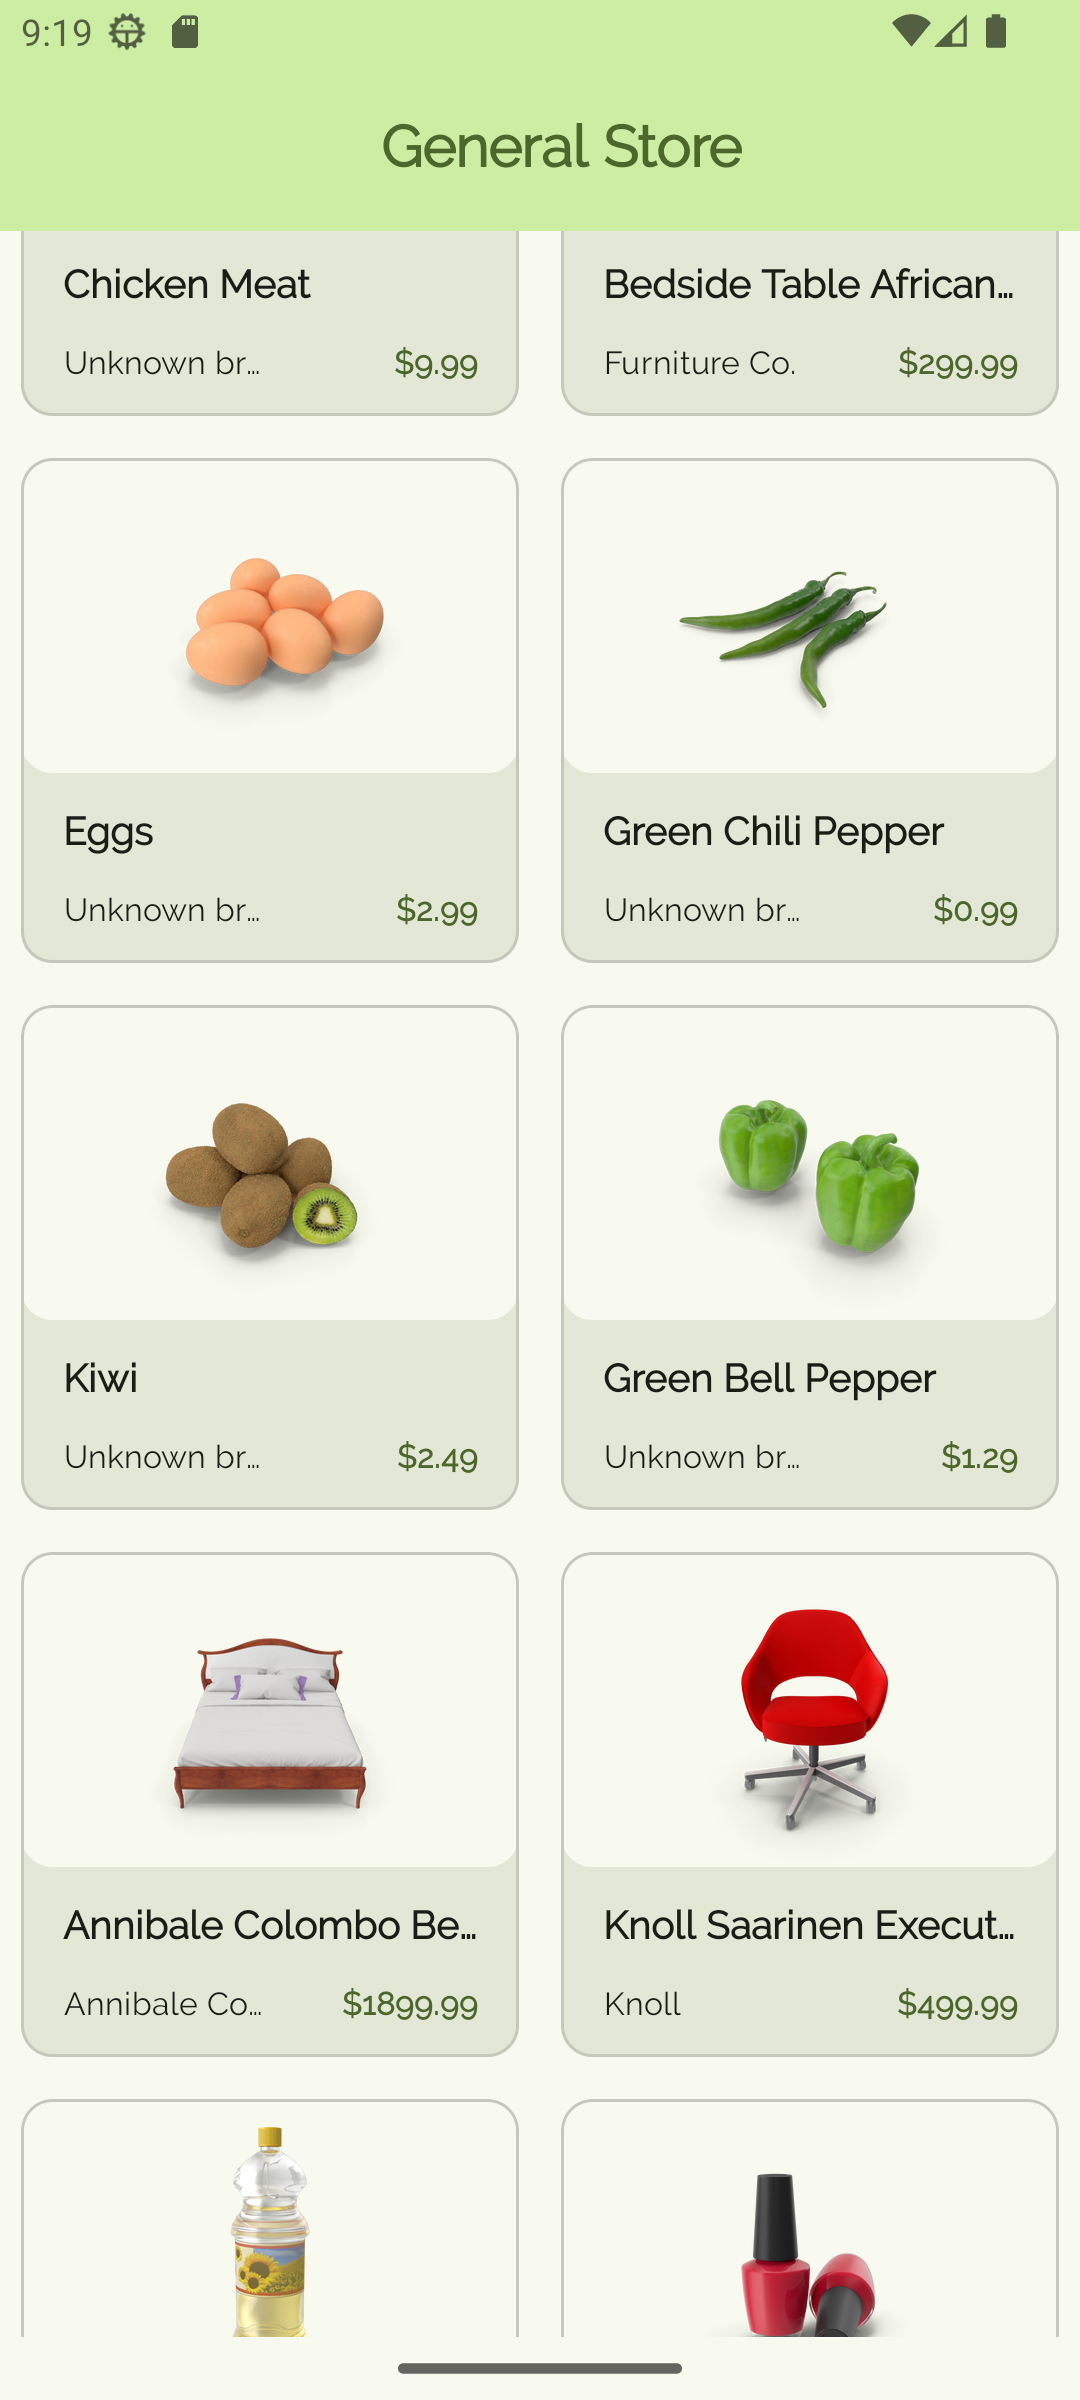 9:19
General Store
Chicken Meat
Unknown br... $9.99
Bedside Table African...
Furniture Co. $299.99
Eggs
Unknown br... $2.99
Green Chili Pepper
Unknown br... $0.99
Kiwi
Unknown br... $2.49
Green Bell Pepper
Unknown br... $1.29
Annibale Colombo Be...
Annibale Co... $1899.99
Knoll Saarinen Execut...
Knoll $499.99